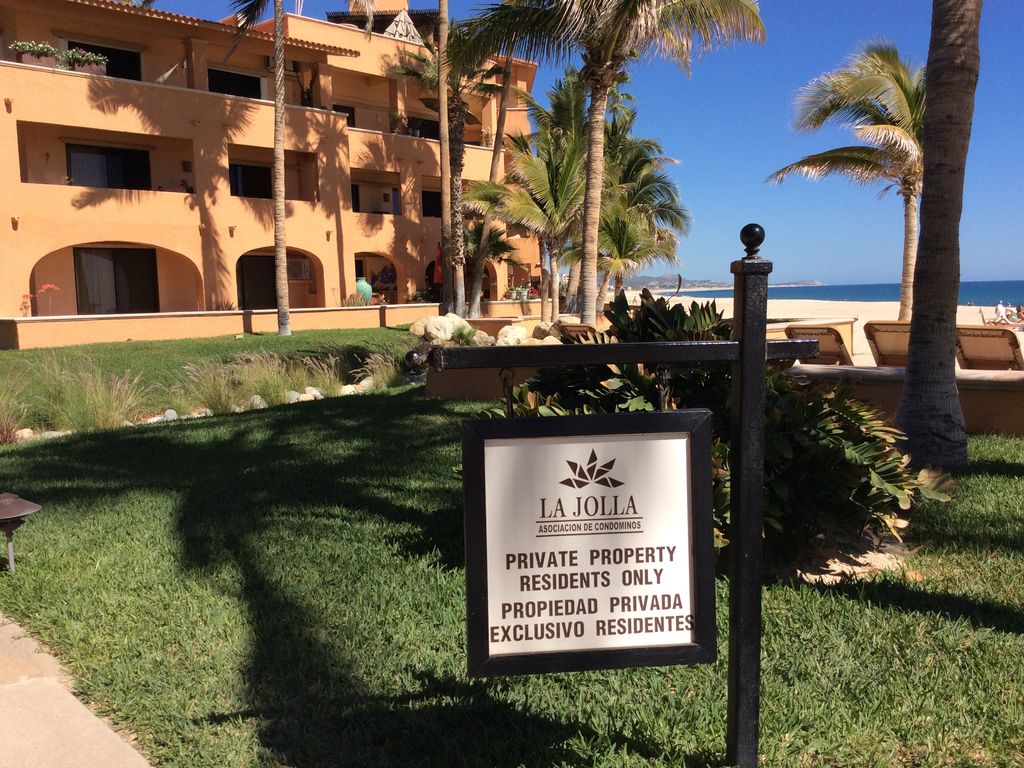 LA JOLLA
ASOCIACION DE CONDOMINOS
PRIVATE PROPERTY
RESIDENTS ONLY
PROPIEDAD PRIVADA
EXCLUSIVO RESIDENTES